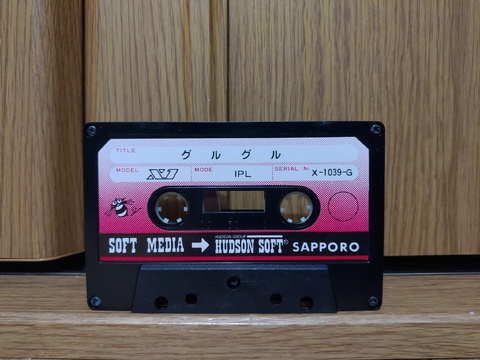 TITLE
グルグル
MODEL X1 MODE IPL SERIAL № X-1039-G
HUDSON GROUP
SOFT MEDIA → HUDSON SOFT® SAPPORO